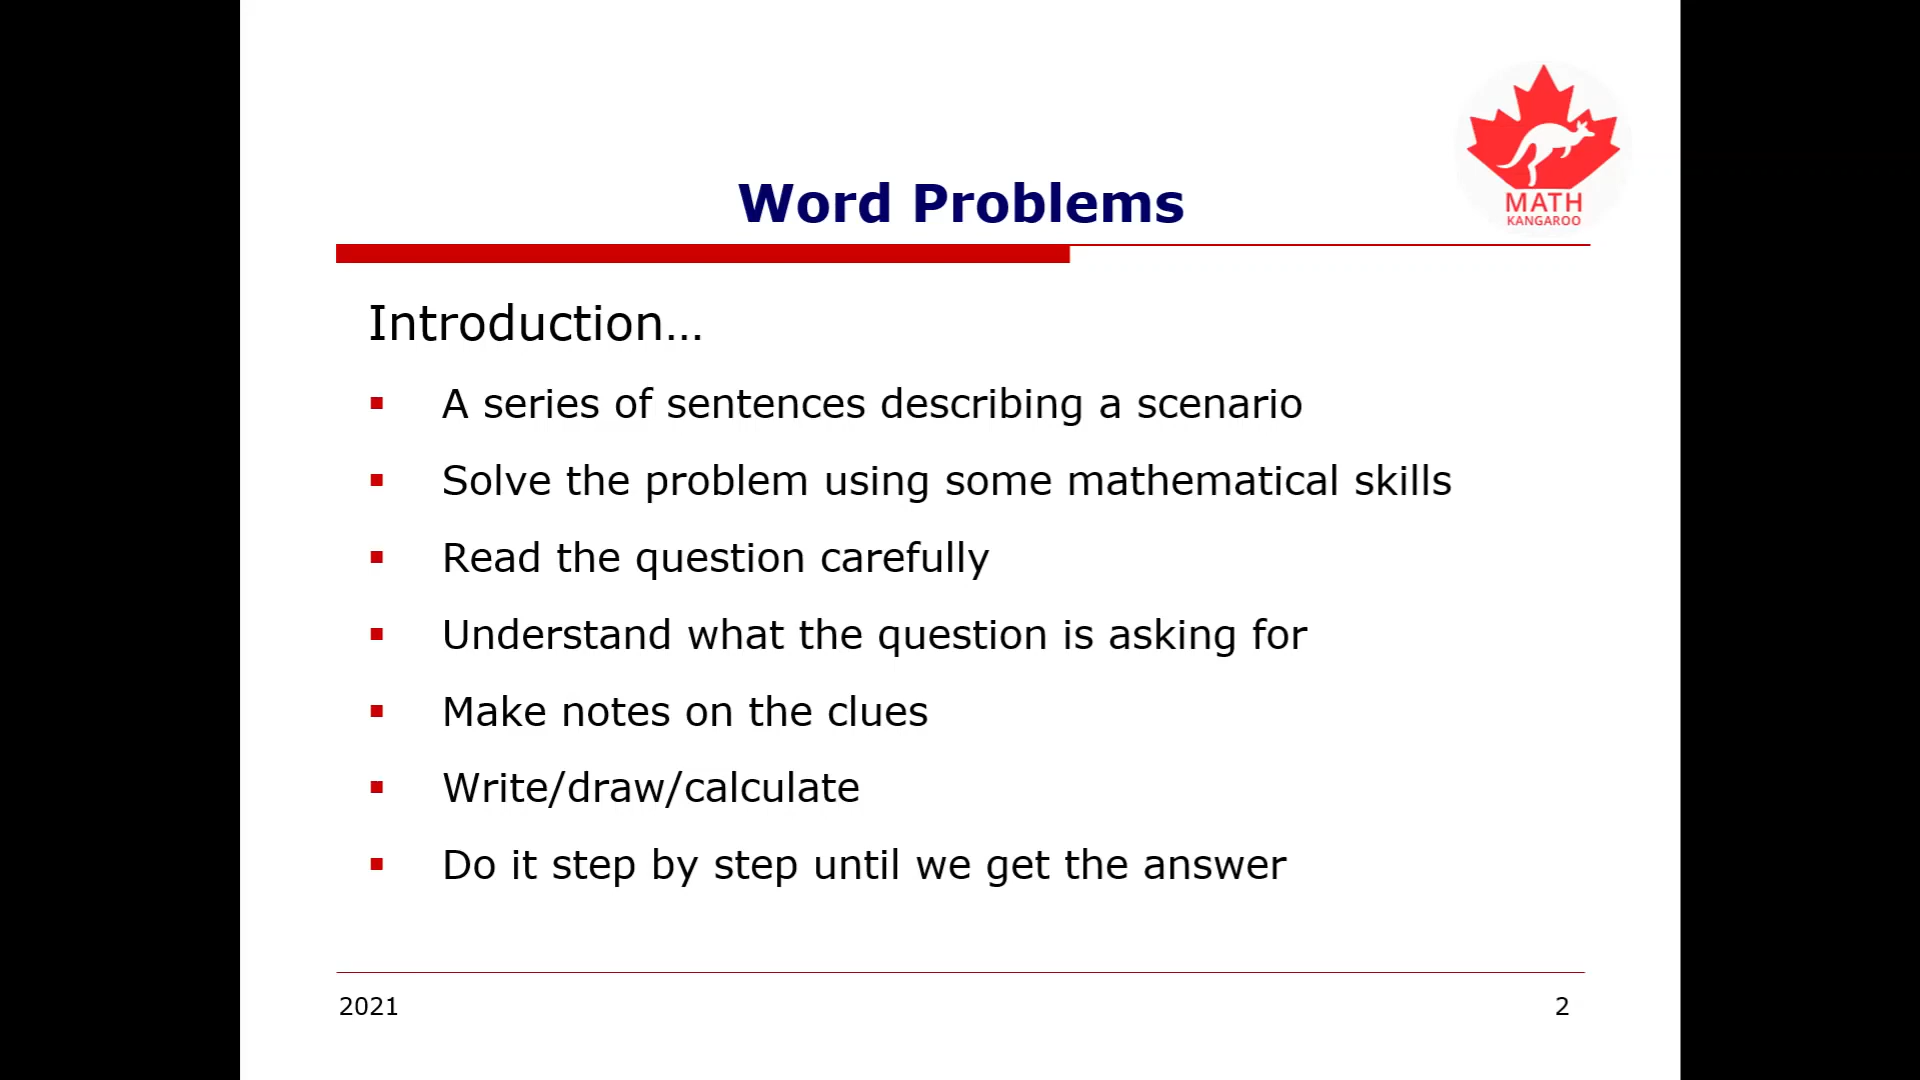 MATH
KANGAROO
Word Problems
Introduction…
▪ A series of sentences describing a scenario
▪ Solve the problem using some mathematical skills
▪ Read the question carefully
▪ Understand what the question is asking for
▪ Make notes on the clues
▪ Write/draw/calculate
▪ Do it step by step until we get the answer
2021
2